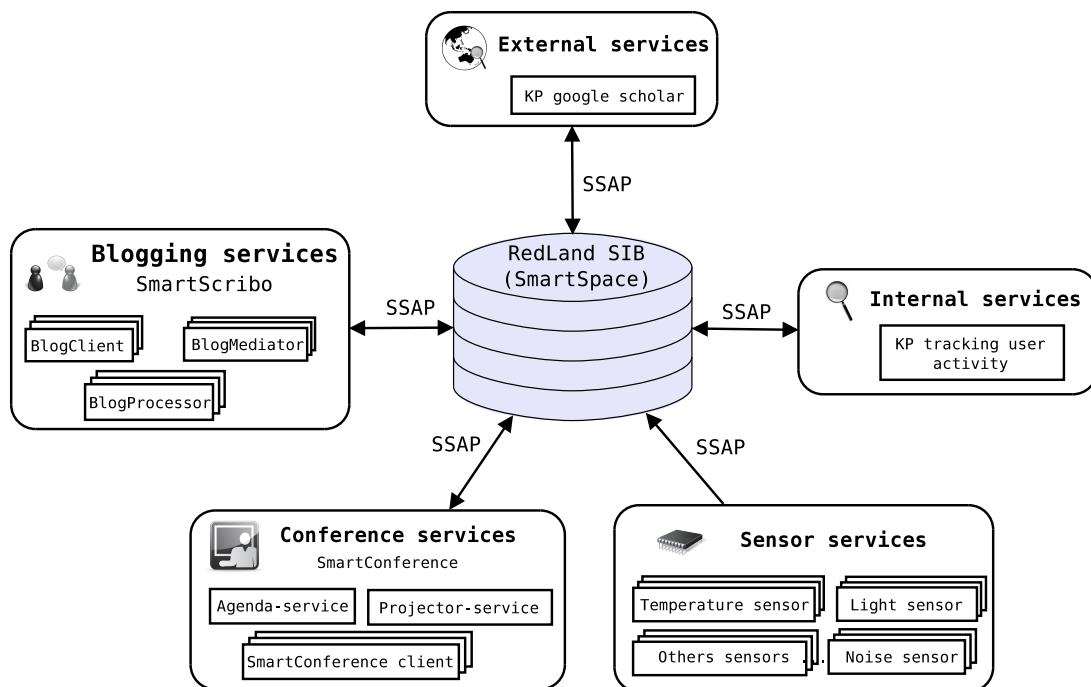 External services
KP google scholar
SSAP
RedLand SIB
(SmartSpace)
Blogging services
SmartScribo
BlogClient
BlogMediator
BlogProcessor
SSAP
SSAP
Internal services
KP tracking user
activity
SSAP
SSAP
Conference services
SmartConference
Agenda-service
Projector-service
SmartConference client
Sensor services
Temperature sensor
Light sensor
Others sensors ...
Noise sensor